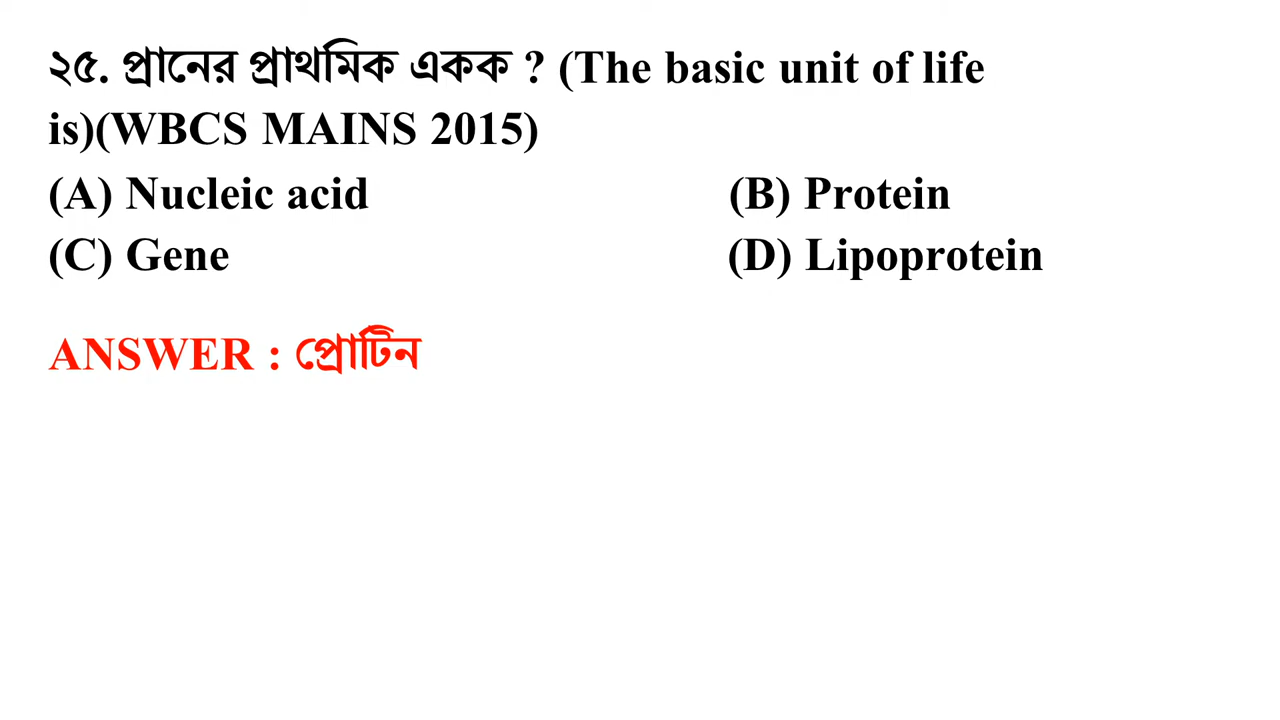 ২৫. প্রানের প্রাথমিক একক ? (The basic unit of life
is)(WBCS MAINS 2015)
(A) Nucleic acid (B) Protein
(C) Gene (D) Lipoprotein
ANSWER : প্রোটিন